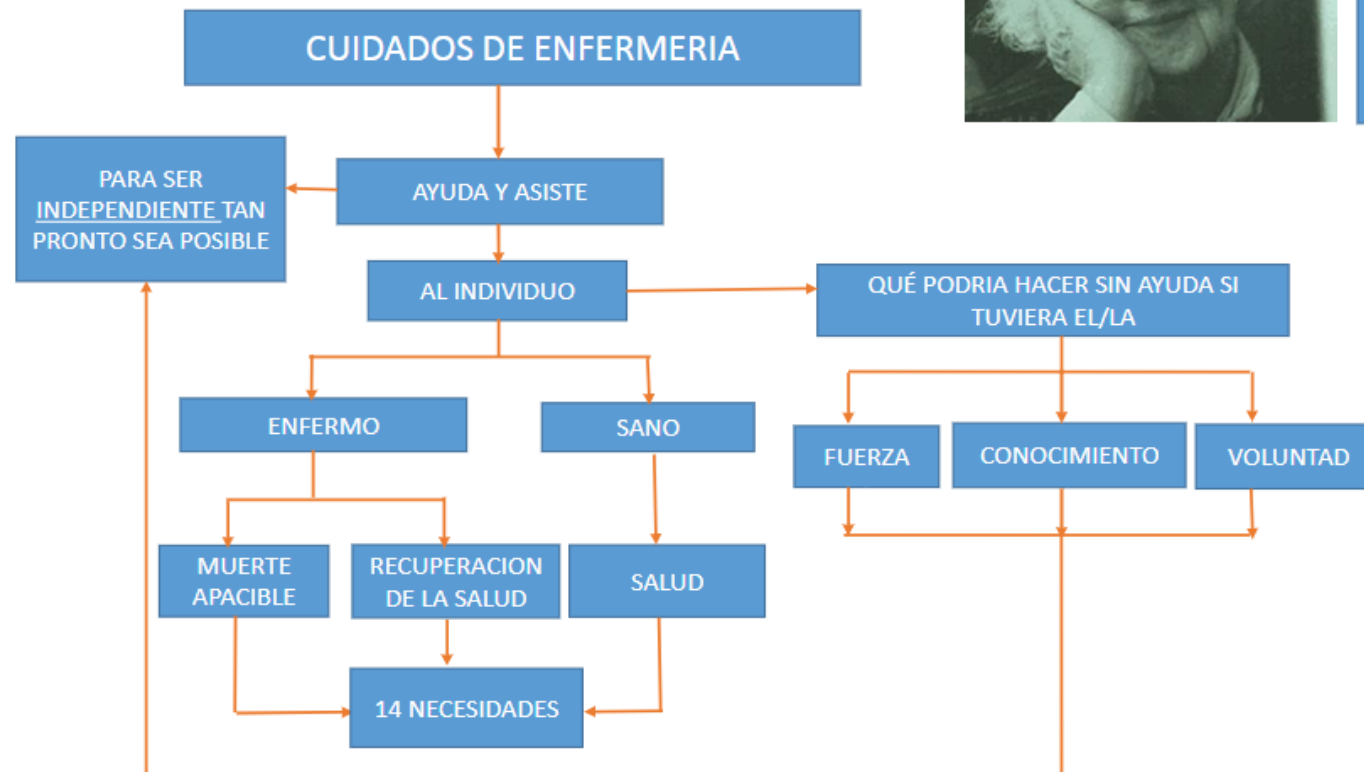 CUIDADOS DE ENFERMERIA
PARA SER
INDEPENDIENTE TAN
PRONTO SEA POSIBLE
AYUDA Y ASISTE
AL INDIVIDUO
QUÉ PODRIA HACER SIN AYUDA SI
TUVIERA EL/LA
ENFERMO
SANO
FUERZA
CONOCIMIENTO
VOLUNTAD
MUERTE
APACIBLE
RECUPERACION
DE LA SALUD
SALUD
14 NECESIDADES